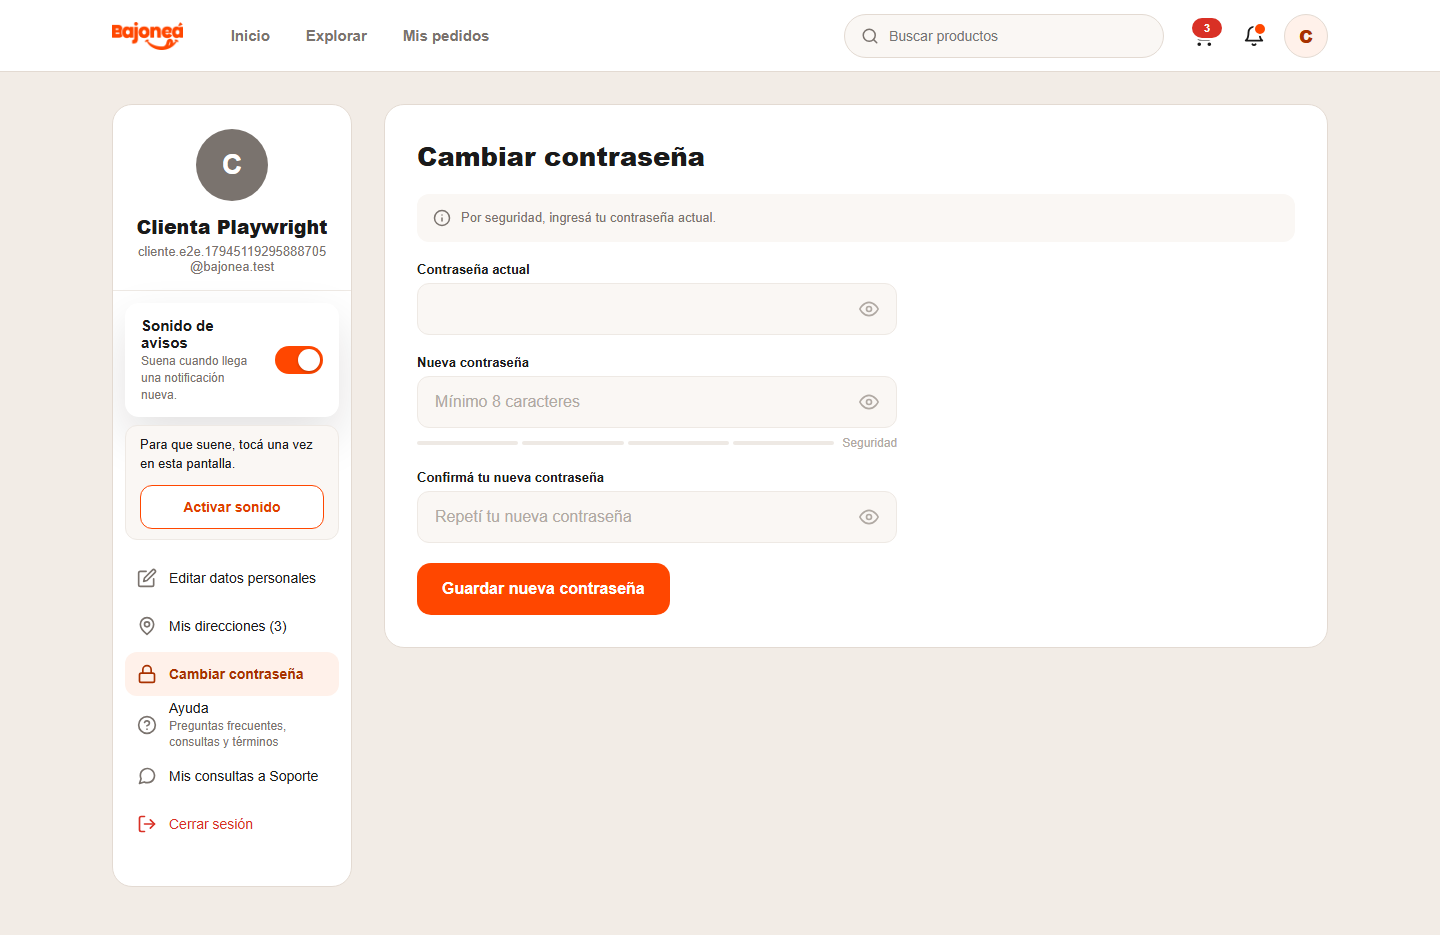 Bajoneá
Inicio
Explorar
Mis pedidos
Buscar productos
3
C
C
Clienta Playwright
cliente.e2e.17945119295888705
@bajonea.test
Sonido de
avisos
Suena cuando llega
una notificación
nueva.
Para que suene, tocá una vez
en esta pantalla.
Activar sonido
Editar datos personales
Mis direcciones (3)
Cambiar contraseña
Ayuda
Preguntas frecuentes,
consultas y términos
Mis consultas a Soporte
Cerrar sesión
Cambiar contraseña
Por seguridad, ingresá tu contraseña actual.
Contraseña actual
Nueva contraseña
Mínimo 8 caracteres
Seguridad
Confirmá tu nueva contraseña
Repetí tu nueva contraseña
Guardar nueva contraseña